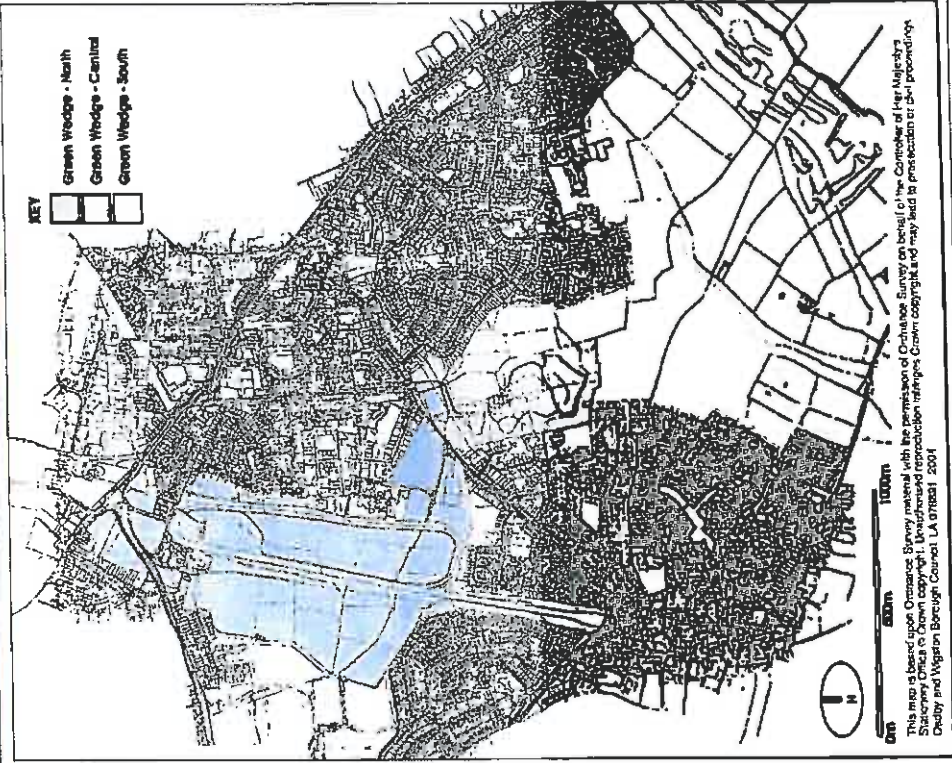 KEY
Green Wedge - North
Green Wedge - Central
Green Wedge - South
N
0m 500m 1000m
This map is based upon Ordnance Survey material with the permission of Ordnance Survey on behalf of the Controller of Her Majesty's
Stationery Office © Crown copyright. Unauthorised reproduction infringes Crown copyright and may lead to prosecution or civil proceedings
Oadby and Wigston Borough Council LA 2004